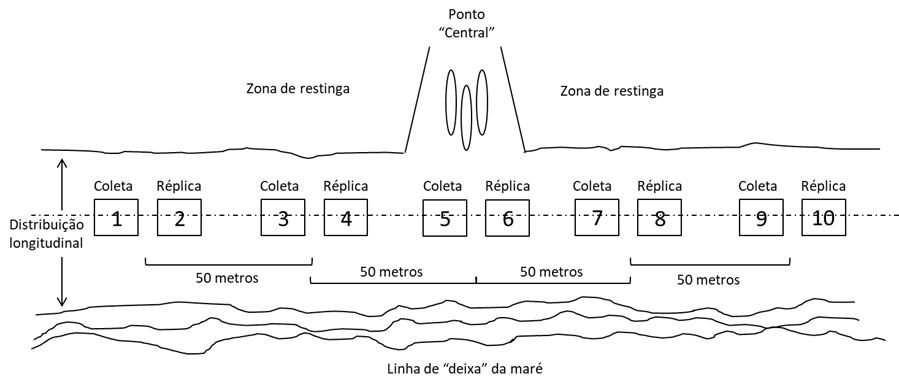 Ponto
“Central”
Zona de restinga
Zona de restinga
Coleta
Réplica
Coleta
Réplica
Coleta
Réplica
Coleta
Réplica
Coleta
Réplica
1
2
3
4
5
6
7
8
9
10
Distribuição
longitudinal
50 metros
50 metros
50 metros
50 metros
Linha de “deixa” da maré